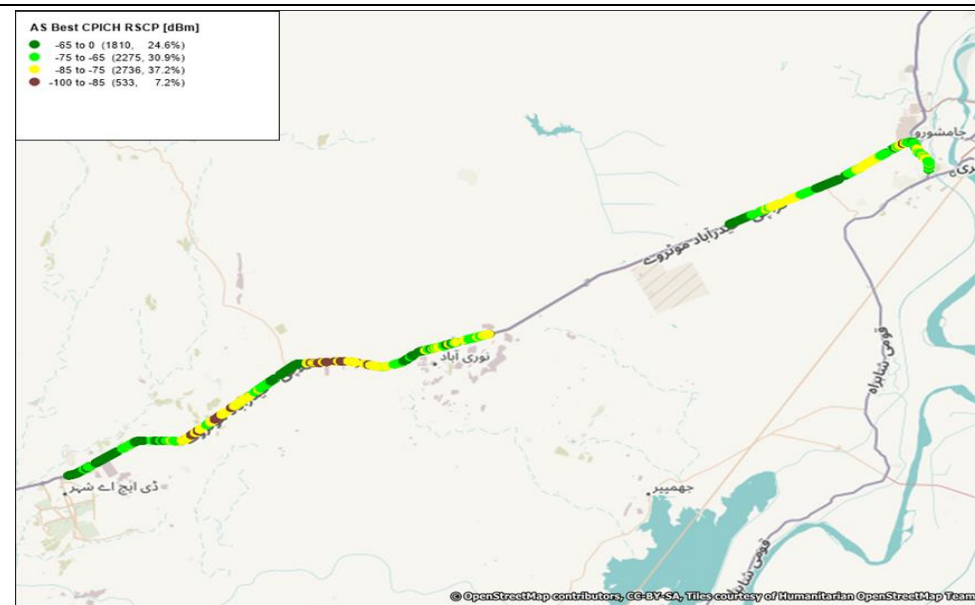 AS Best CPICH RSCP [dBm]
-65 to 0 (1810, 24.6%)
-75 to -65 (2275, 30.9%)
-85 to -75 (2736, 37.2%)
-100 to -85 (533, 7.2%)
جامشورو
موٹروے
نوری آباد
قومی شاہراہ
ڈی ایچ اے شہر
جھمپیر
قومی
© OpenStreetMap contributors, CC-BY-SA, Tiles courtesy of Humanitarian OpenStreetMap Team